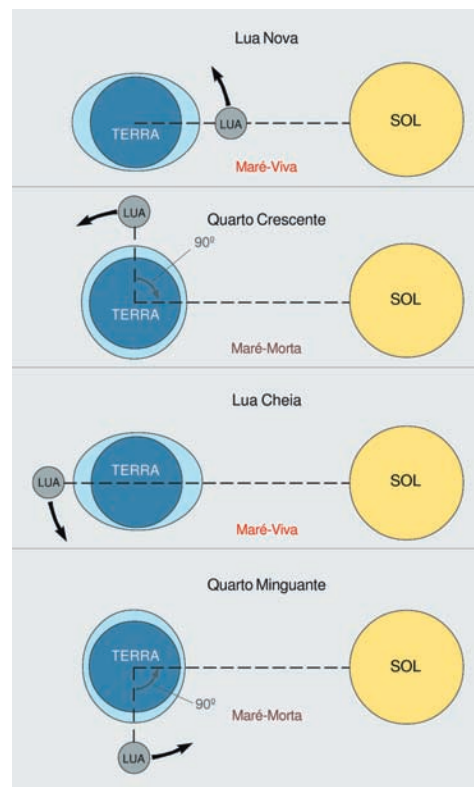 Lua Nova
TERRA
LUA
SOL
Maré-Viva
LUA
Quarto Crescente
90º
TERRA
SOL
Maré-Morta
Lua Cheia
TERRA
LUA
SOL
Maré-Viva
Quarto Minguante
TERRA
SOL
90º
Maré-Morta
LUA